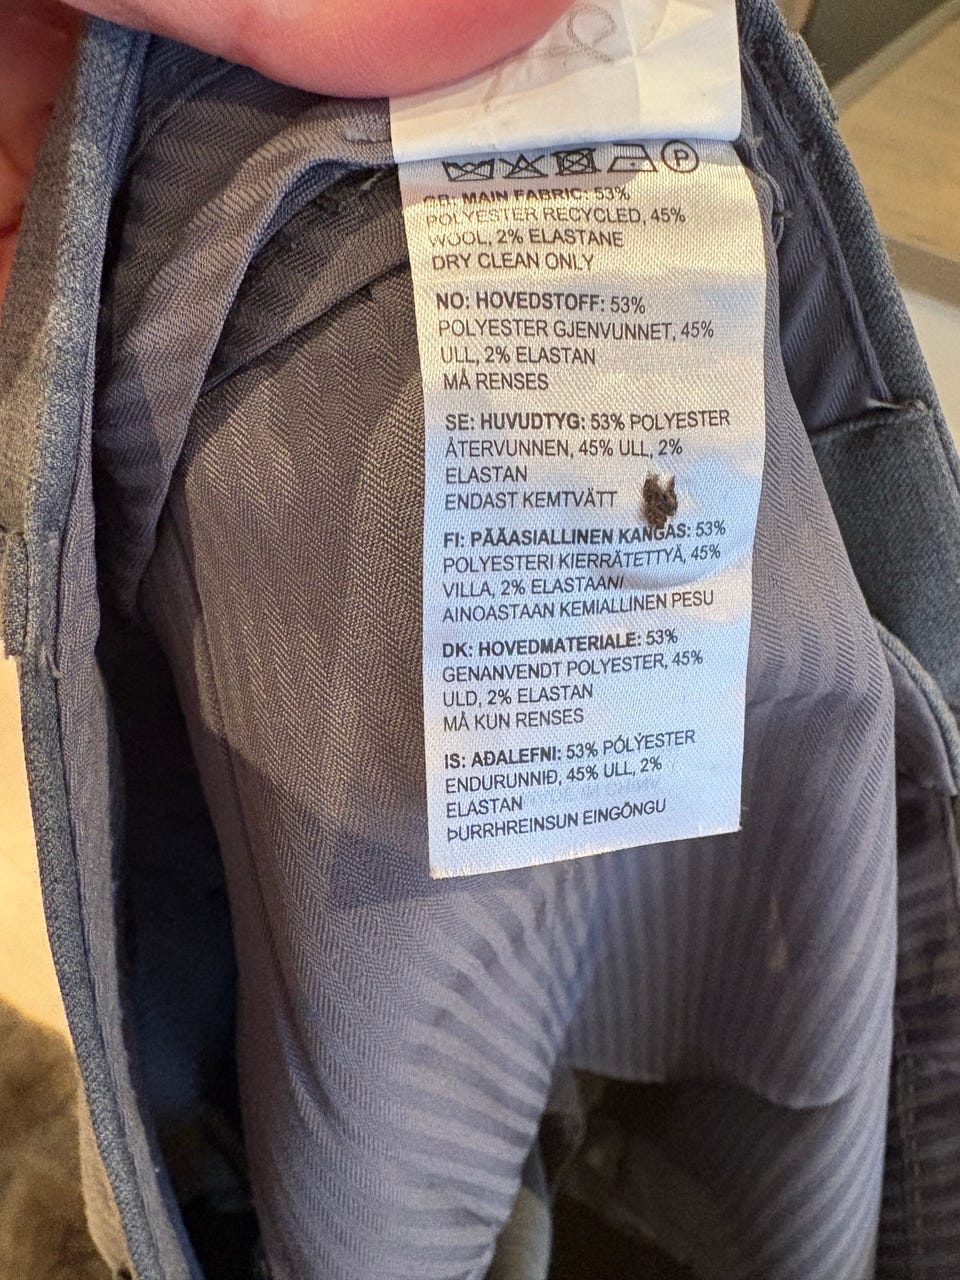 P
GB: MAIN FABRIC: 53%
POLYESTER RECYCLED, 45%
WOOL, 2% ELASTANE
DRY CLEAN ONLY
NO: HOVEDSTOFF: 53%
POLYESTER GJENVUNNET, 45%
ULL, 2% ELASTAN
MÅ RENSES
SE: HUVUDTYG: 53% POLYESTER
ÅTERVUNNEN, 45% ULL, 2%
ELASTAN
ENDAST KEMTVÄTT
FI: PÄÄASIALLINEN KANGAS: 53%
POLYESTERI KIERRÄTETTYÄ, 45%
VILLA, 2% ELASTAANI
AINOASTAAN KEMIALLINEN PESU
DK: HOVEDMATERIALE: 53%
GENANVENDT POLYESTER, 45%
ULD, 2% ELASTAN
MÅ KUN RENSES
IS: AÐALEFNI: 53% PÓLÝESTER
ENDURUNNIÐ, 45% ULL, 2%
ELASTAN
ÞURRHREINSUN EINGÖNGU